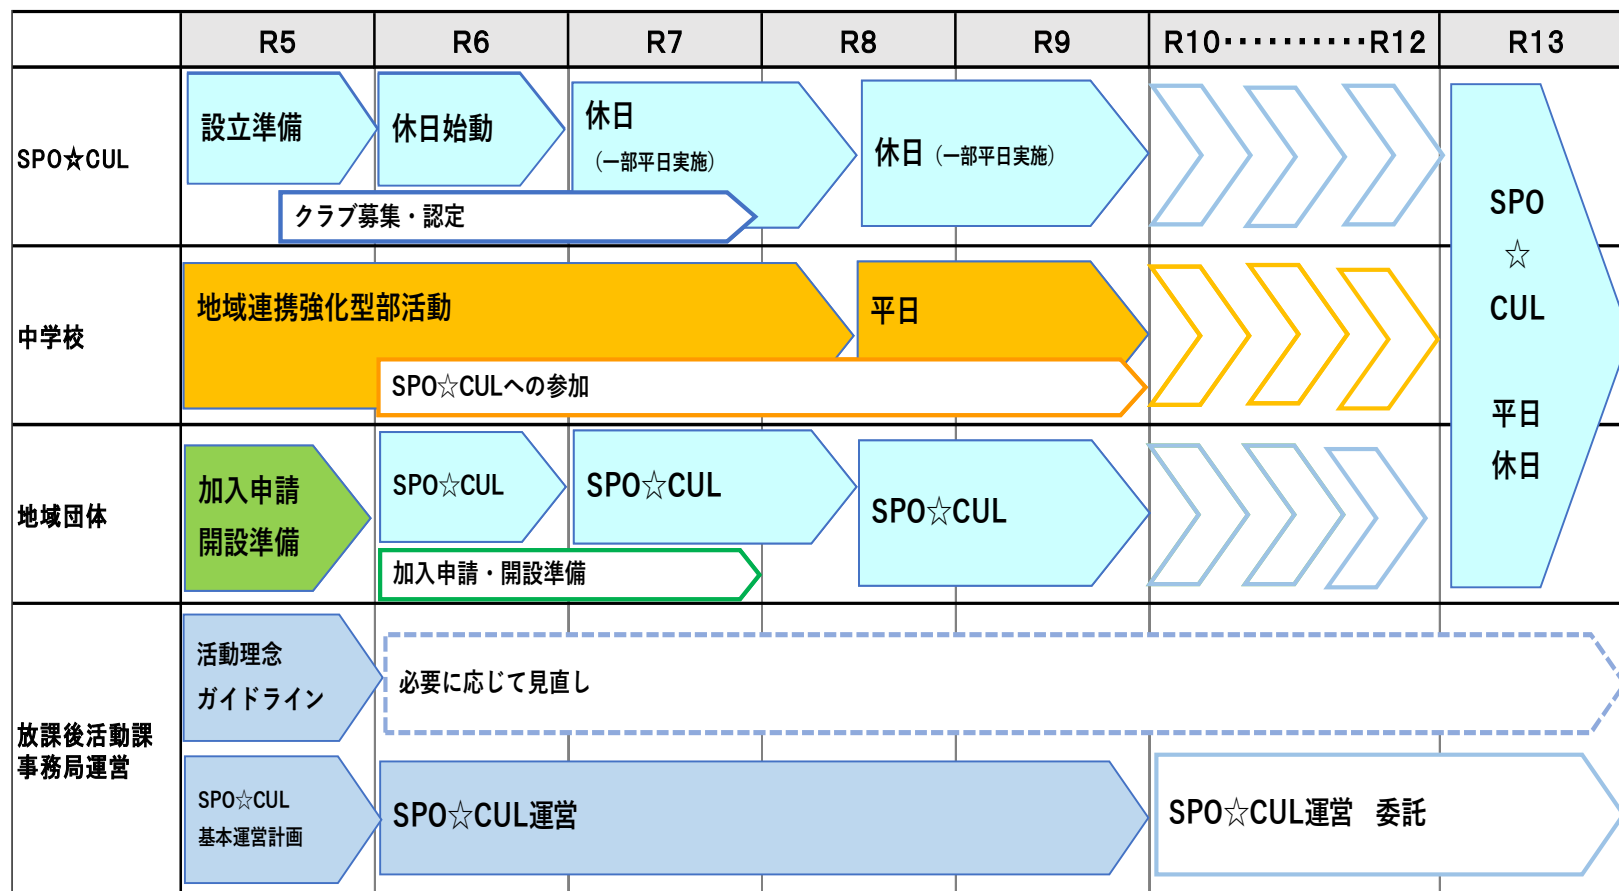 R5 R6 R7 R8 R9 R10‥‥‥‥‥R12 R13
SPO☆CUL
設立準備
休日始動
休日
（一部平日実施）
休日（一部平日実施）
クラブ募集・認定
中学校
地域連携強化型部活動
平日
SPO☆CULへの参加
地域団体
加入申請
開設準備
SPO☆CUL
SPO☆CUL
SPO☆CUL
加入申請・開設準備
SPO
☆
CUL
平日
休日
放課後活動課
事務局運営
活動理念
ガイドライン
必要に応じて見直し
SPO☆CUL
基本運営計画
SPO☆CUL運営
SPO☆CUL運営　委託